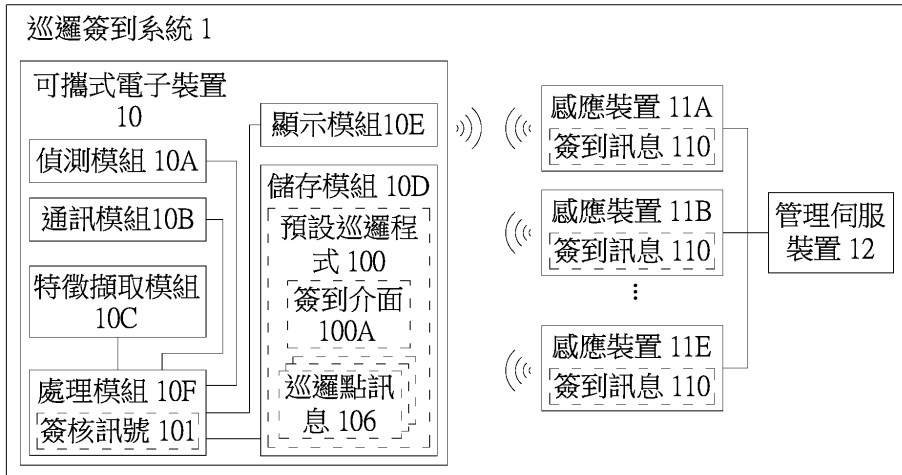 巡邏簽到系統 1
可攜式電子裝置
10
偵測模組 10A
通訊模組10B
特徵擷取模組
10C
處理模組 10F
簽核訊號 101
顯示模組10E
儲存模組 10D
預設巡邏程
式 100
簽到介面
100A
巡邏點訊
息 106
感應裝置 11A
簽到訊息 110
感應裝置 11B
簽到訊息 110
感應裝置 11E
簽到訊息 110
管理伺服
裝置 12